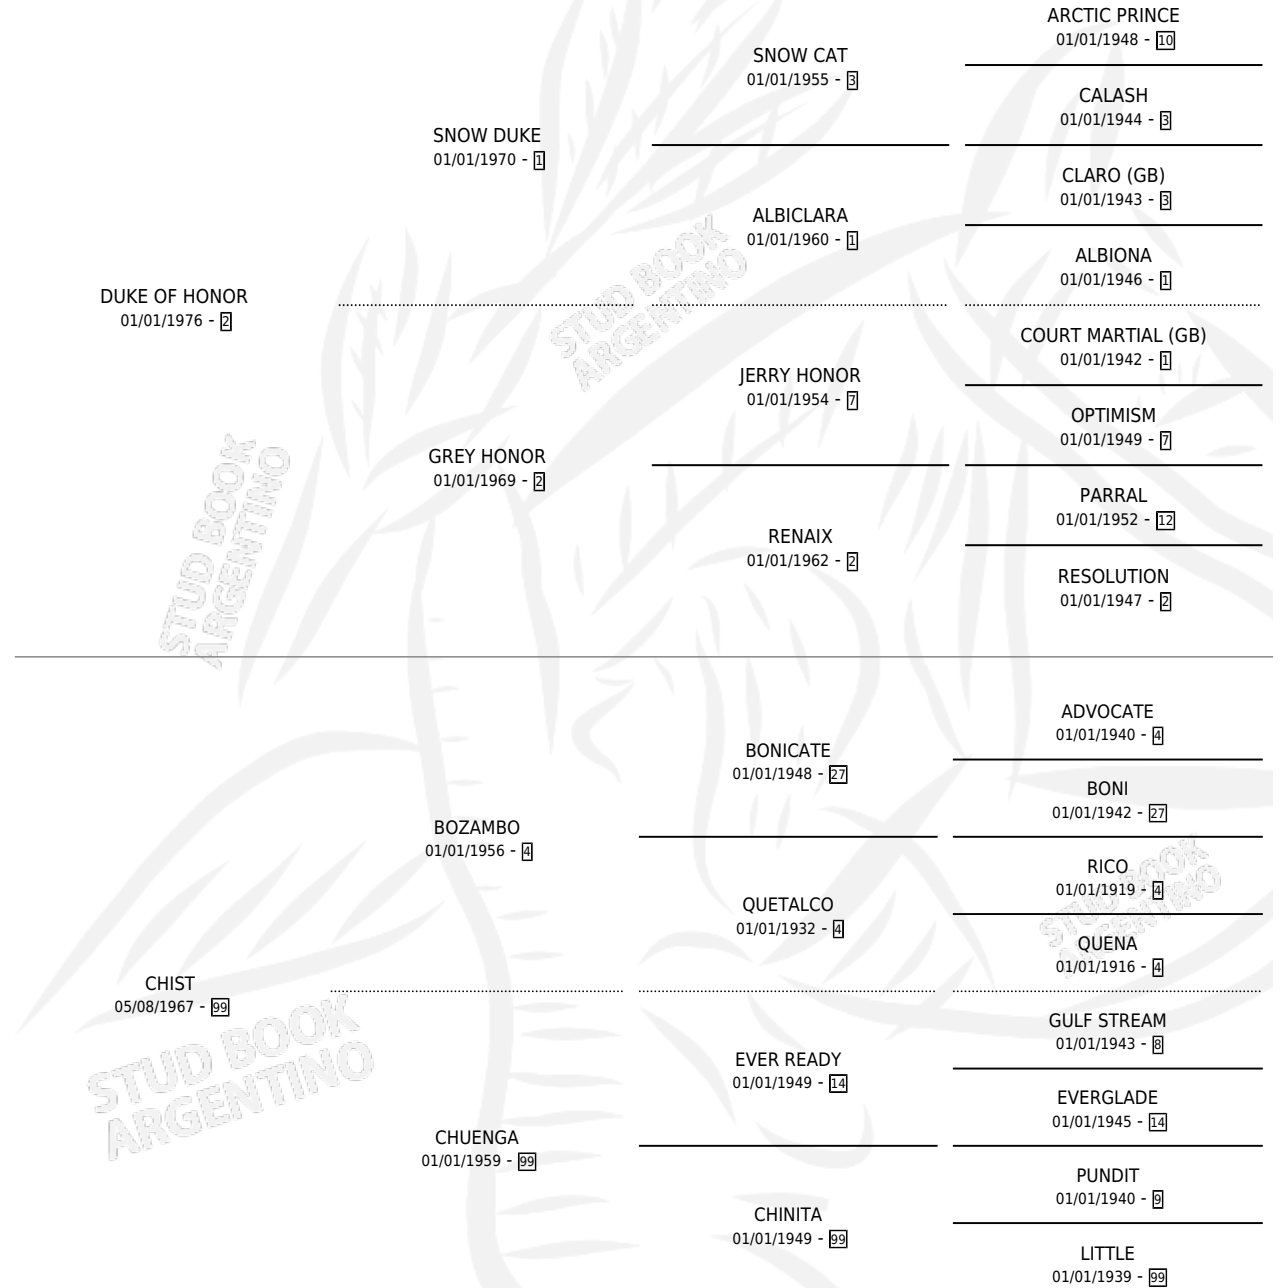 ARCTIC PRINCE
01/01/1948 - 10
SNOW CAT
01/01/1955 - 3
CALASH
01/01/1944 - 3
SNOW DUKE
01/01/1970 - 1
CLARO (GB)
01/01/1943 - 3
ALBICLARA
01/01/1960 - 1
ALBIONA
01/01/1946 - 1
DUKE OF HONOR
01/01/1976 - 2
STUD BOOK
ARGENTINO
COURT MARTIAL (GB)
01/01/1942 - 1
JERRY HONOR
01/01/1954 - 7
OPTIMISM
01/01/1949 - 7
GREY HONOR
01/01/1969 - 2
PARRAL
01/01/1952 - 12
RENAIX
01/01/1962 - 2
RESOLUTION
01/01/1947 - 2
STUD BOOK
ARGENTINO
ADVOCATE
01/01/1940 - 4
BONICATE
01/01/1948 - 27
BONI
01/01/1942 - 27
BOZAMBO
01/01/1956 - 4
RICO
01/01/1919 - 4
QUETALCO
01/01/1932 - 4
QUENA
01/01/1916 - 4
STUD BOOK
ARGENTINO
CHIST
05/08/1967 - 99
GULF STREAM
01/01/1943 - 8
EVER READY
01/01/1949 - 14
EVERGLADE
01/01/1945 - 14
STUD BOOK
ARGENTINO
CHUENGA
01/01/1959 - 99
PUNDIT
01/01/1940 - 9
CHINITA
01/01/1949 - 99
LITTLE
01/01/1939 - 99